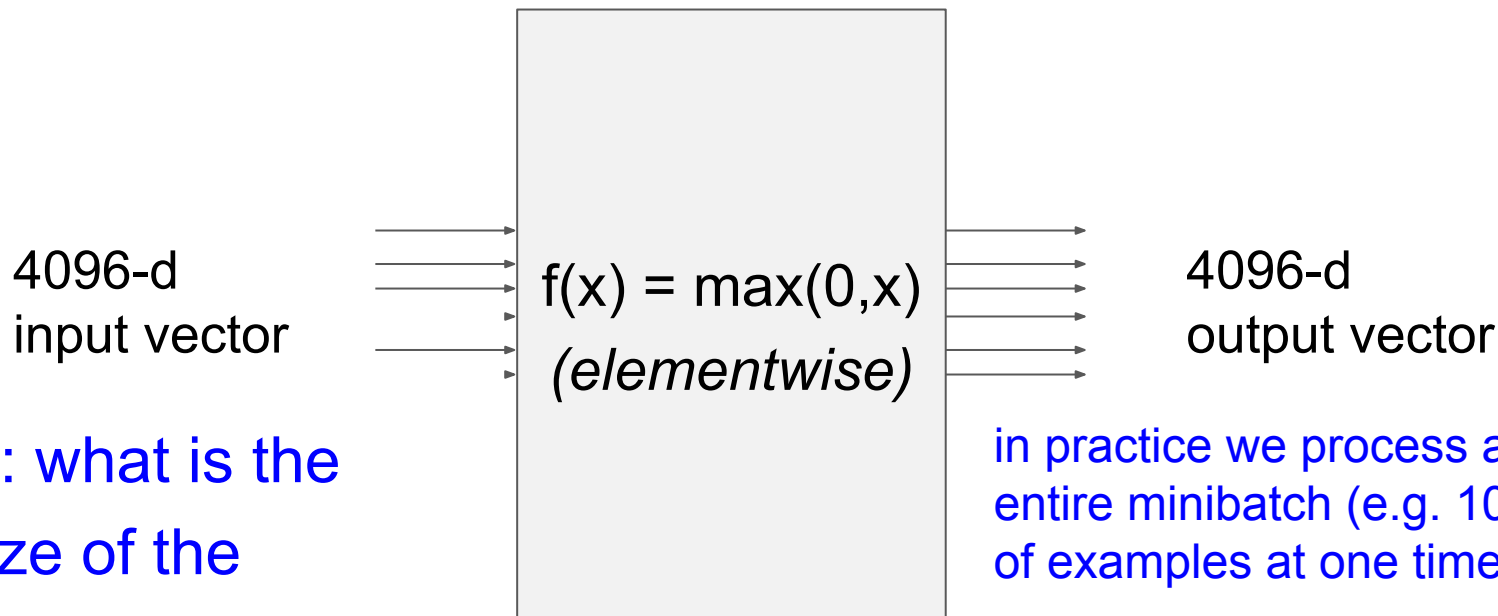 4096-d
input vector
f(x) = max(0,x)
(elementwise)
4096-d
output vector
: what is the
ze of the
in practice we process a
entire minibatch (e.g. 10
of examples at one time